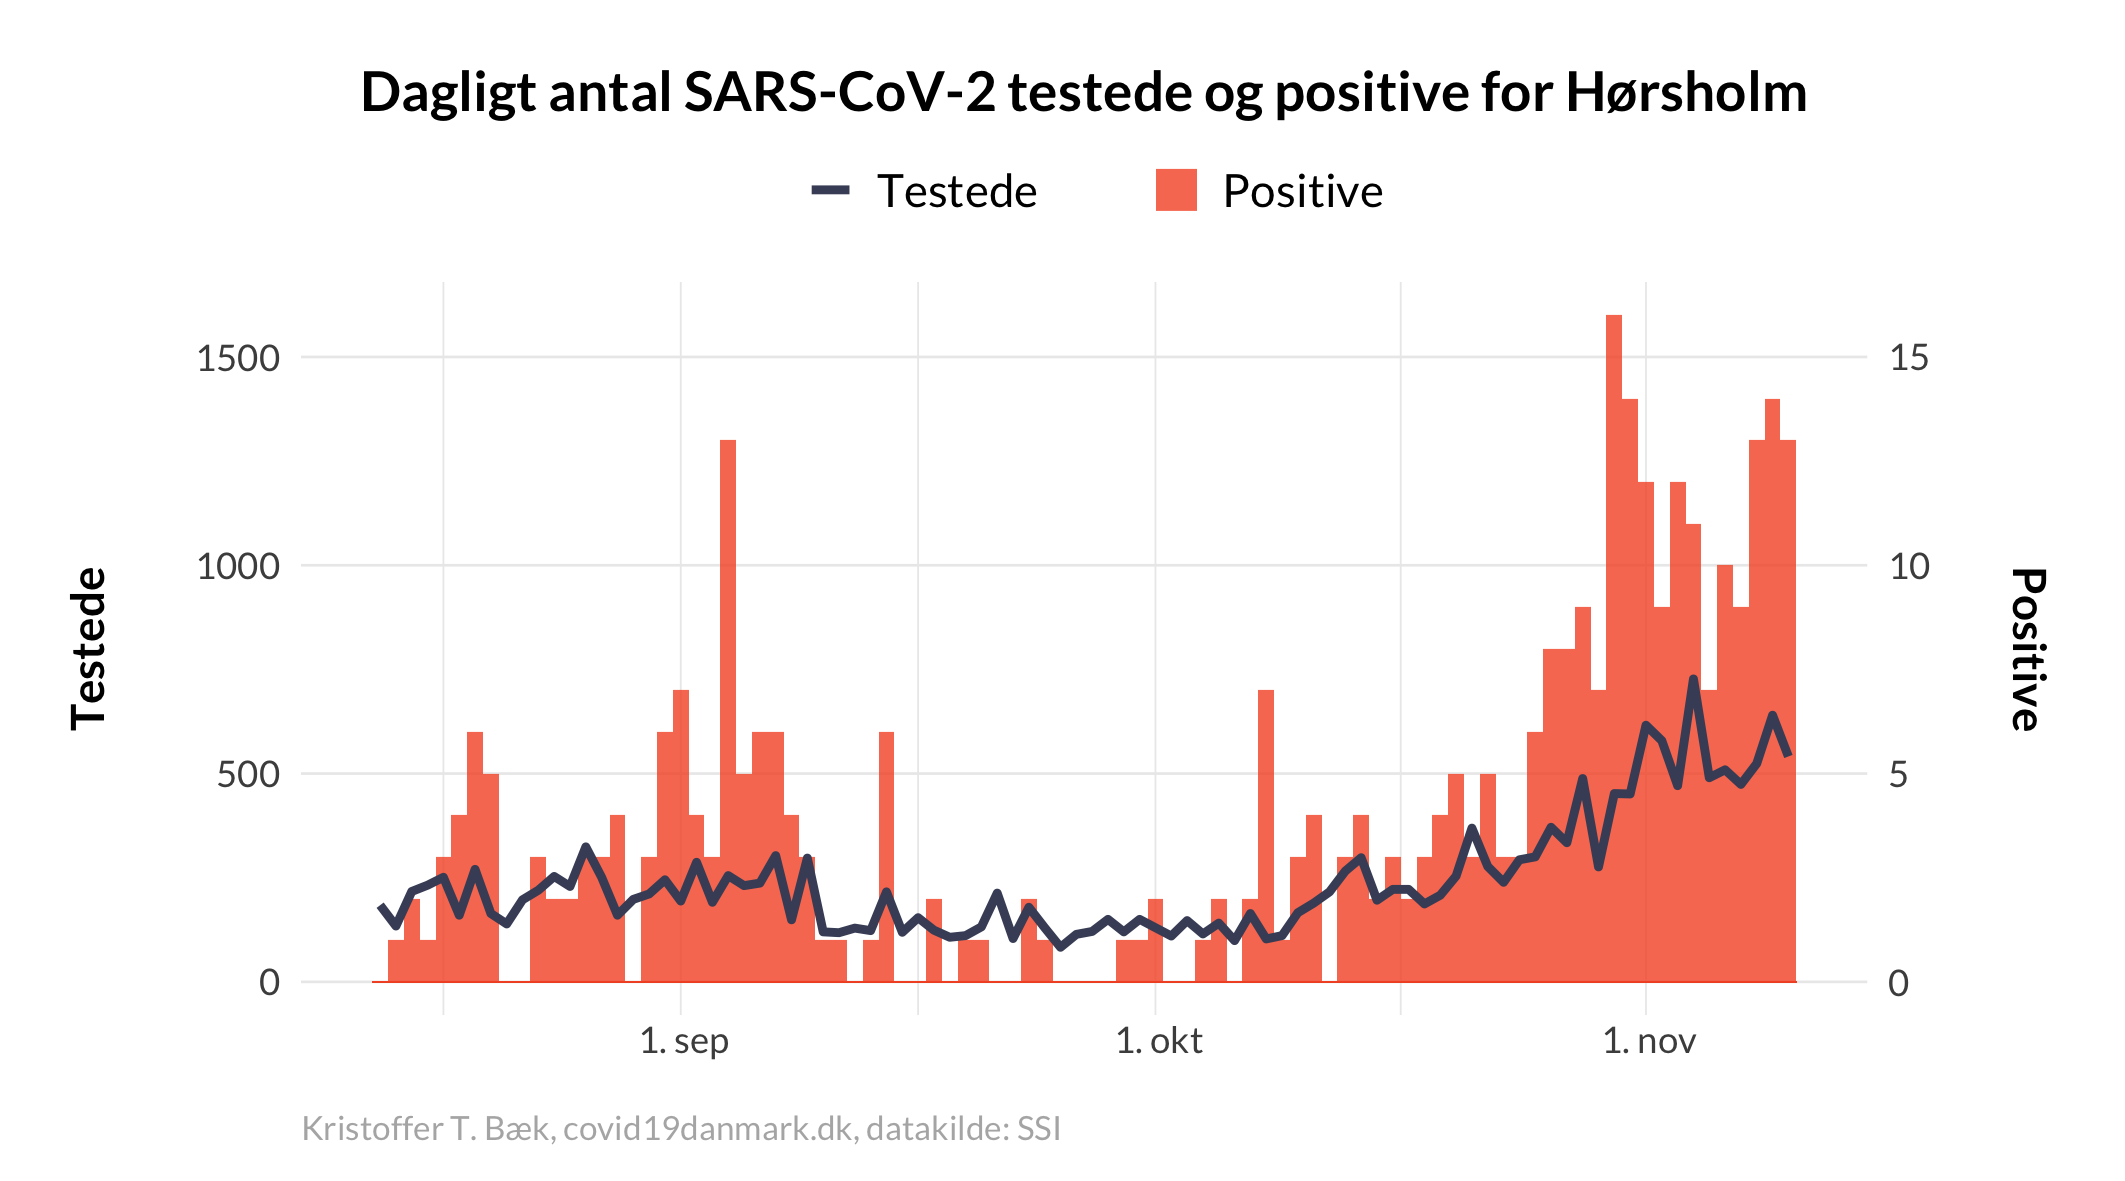 Dagligt antal SARS-CoV-2 testede og positive for Hørsholm
Testede
Positive
1500
1000
500
0
Testede
15
10
5
0
Positive
1. sep
1. okt
1. nov
Kristoffer T. Bæk, covid19danmark.dk, datakilde: SSI